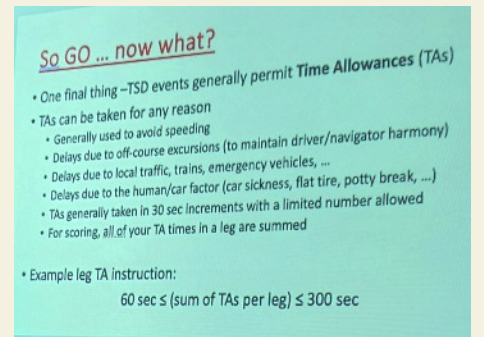 So GO ... now what?
• One final thing –TSD events generally permit Time Allowances (TAs)
• TAs can be taken for any reason
• Generally used to avoid speeding
• Delays due to off-course excursions (to maintain driver/navigator harmony)
• Delays due to local traffic, trains, emergency vehicles, ...
• Delays due to the human/car factor (car sickness, flat tire, potty break, ...)
• TAs generally taken in 30 sec increments with a limited number allowed
• For scoring, all of your TA times in a leg are summed
• Example leg TA instruction:
60 sec ≤ (sum of TAs per leg) ≤ 300 sec